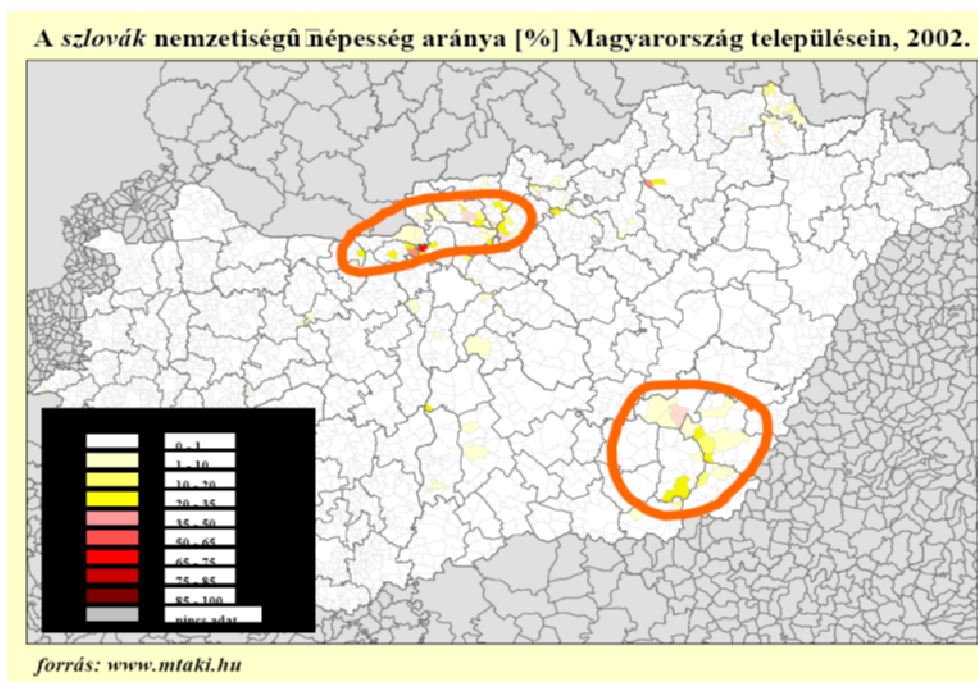 A szlovák nemzetiségû népesség aránya [%] Magyarország településein, 2002.
0 - 1
1 - 10
10 - 20
20 - 35
35 - 50
50 - 65
65 - 75
75 - 85
85 - 100
nincs adat
forrás: www.mtaki.hu